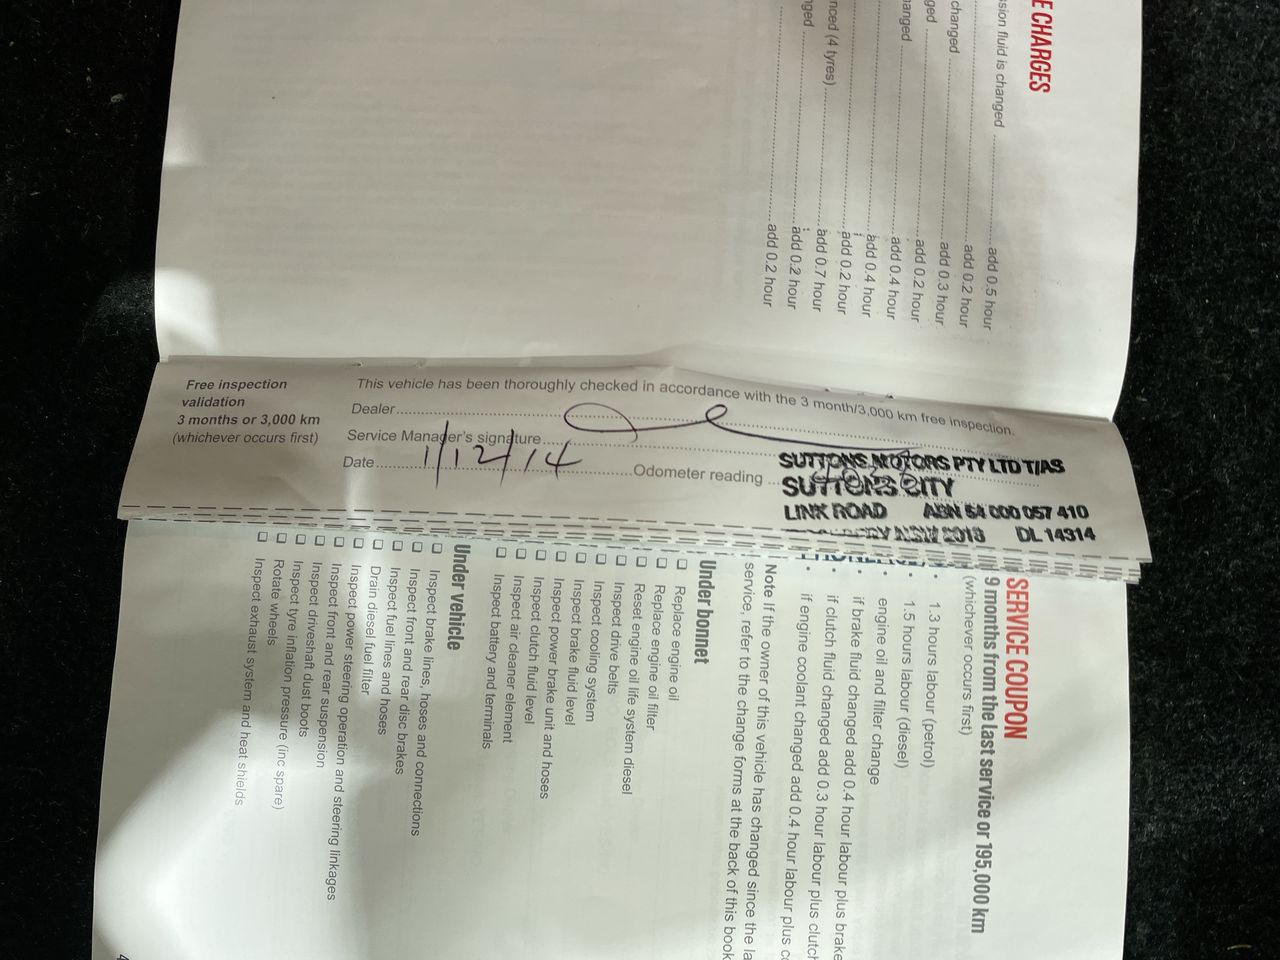 E CHARGES
sion fluid is changed ........ add 0.5 hour
........ add 0.2 hour
changed ........ add 0.3 hour
ged ........ add 0.2 hour
hanged ........ add 0.4 hour
........ add 0.4 hour
........ add 0.2 hour
nced (4 tyres) ........ add 0.7 hour
nged ........ add 0.2 hour
........ add 0.2 hour
Free inspection
validation
3 months or 3,000 km
(whichever occurs first)
This vehicle has been thoroughly checked in accordance with the 3 month/3,000 km free inspection.
Dealer
Service Manager's signature
Date 1/12/14 Odometer reading
SUTTONS MOTORS PTY LTD T/AS
SUTTONS CITY
LINK ROAD ABN 54 000 057 410
NSW 2018 DL 14314
SERVICE COUPON
9 months from the last service or 195,000 km
(whichever occurs first)
• 1.3 hours labour (petrol)
• 1.5 hours labour (diesel)
engine oil and filter change
• if brake fluid changed add 0.4 hour labour plus brake
• if clutch fluid changed add 0.3 hour labour plus clutch
• if engine coolant changed add 0.4 hour labour plus
Note If the owner of this vehicle has changed since the la
service, refer to the change forms at the back of this book
Under bonnet
Replace engine oil
Replace engine oil filter
Reset engine oil life system diesel
Inspect drive belts
Inspect cooling system
Inspect brake fluid level
Inspect power brake unit and hoses
Inspect clutch fluid level
Inspect air cleaner element
Inspect battery and terminals
Under vehicle
Inspect brake lines, hoses and connections
Inspect front and rear disc brakes
Inspect fuel lines and hoses
Drain diesel fuel filter
Inspect power steering operation and steering linkages
Inspect front and rear suspension
Inspect driveshaft dust boots
Inspect tyre inflation pressure (inc spare)
Rotate wheels
Inspect exhaust system and heat shields
4